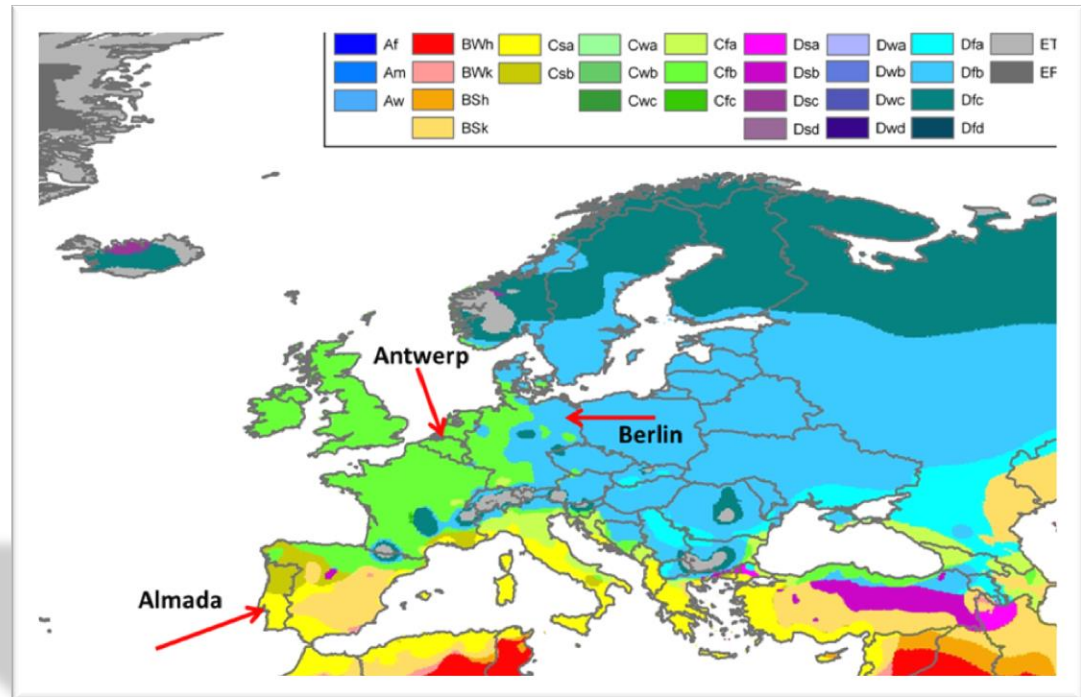 Af BWh Csa Cwa Cfa Dsa Dwa Dfa ET
Am BWk Csb Cwb Cfb Dsb Dwb Dfb EF
Aw BSh Cwc Cfc Dsc Dwc Dfc
BSk Dsd Dwd Dfd
Antwerp
Berlin
Almada